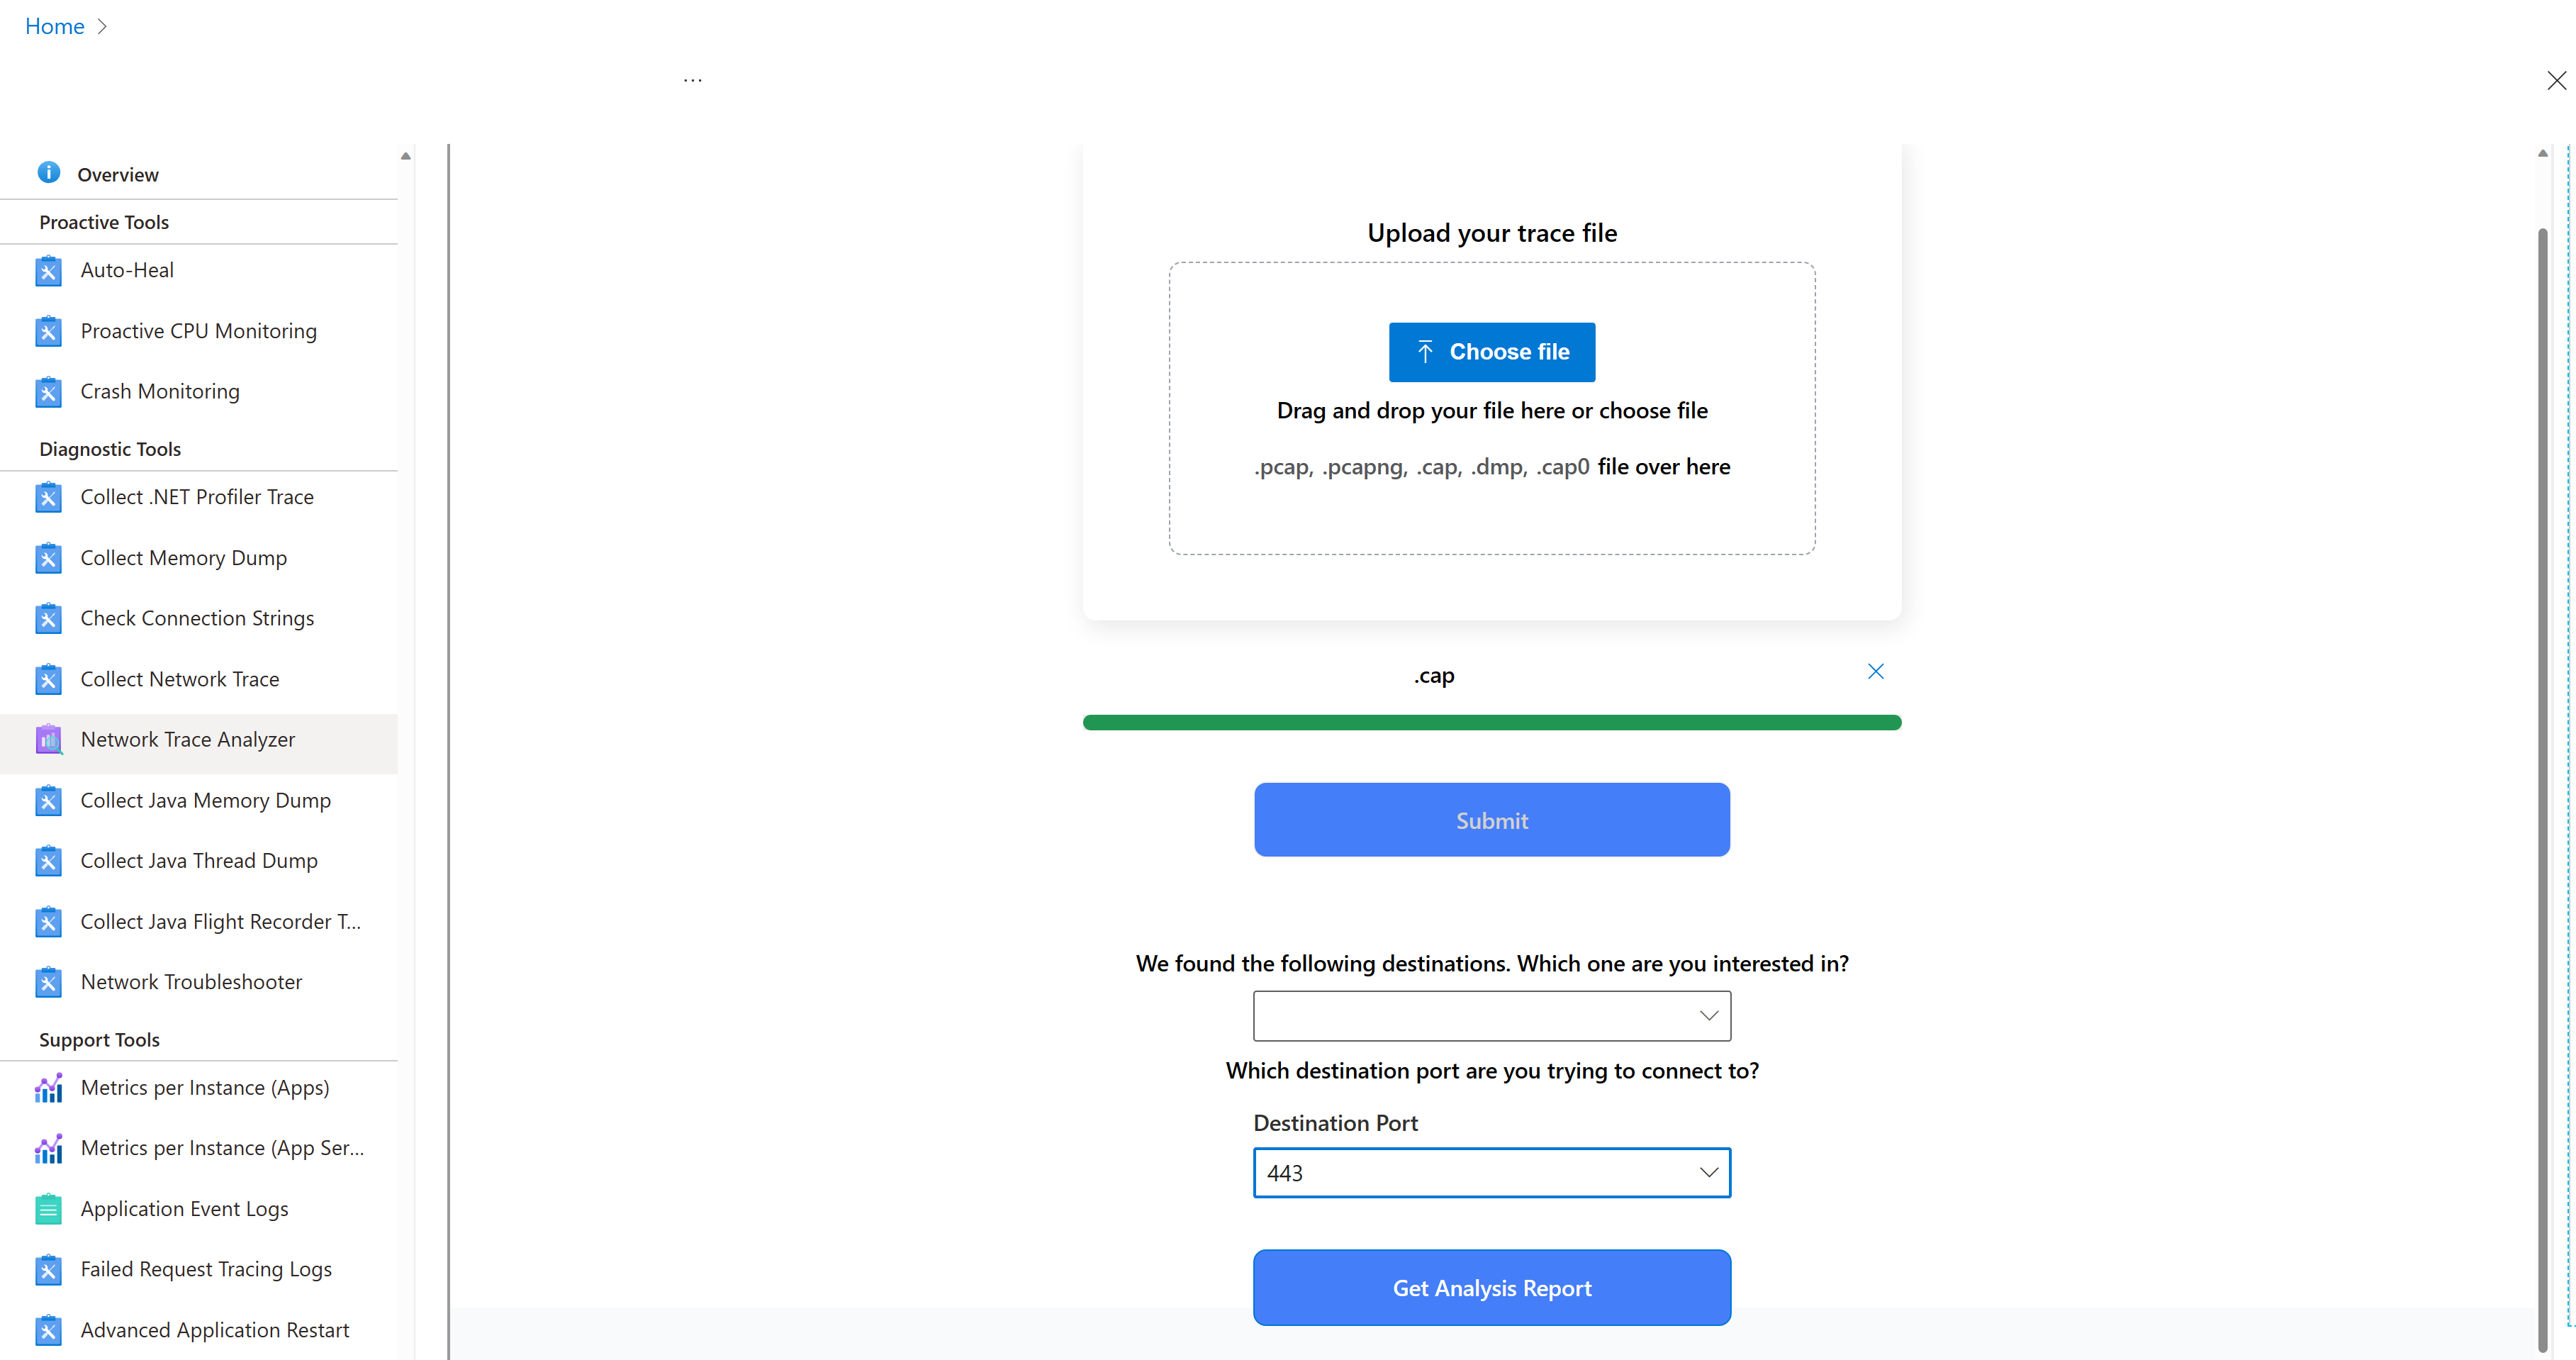 Home
...
Overview
Proactive Tools
Auto-Heal
Proactive CPU Monitoring
Crash Monitoring
Diagnostic Tools
Collect .NET Profiler Trace
Collect Memory Dump
Check Connection Strings
Collect Network Trace
Network Trace Analyzer
Collect Java Memory Dump
Collect Java Thread Dump
Collect Java Flight Recorder T...
Network Troubleshooter
Support Tools
Metrics per Instance (Apps)
Metrics per Instance (App Ser...
Application Event Logs
Failed Request Tracing Logs
Advanced Application Restart
Upload your trace file
Choose file
Drag and drop your file here or choose file
.pcap, .pcapng, .cap, .dmp, .cap0 file over here
.cap
Submit
We found the following destinations. Which one are you interested in?
Which destination port are you trying to connect to?
Destination Port
443
Get Analysis Report